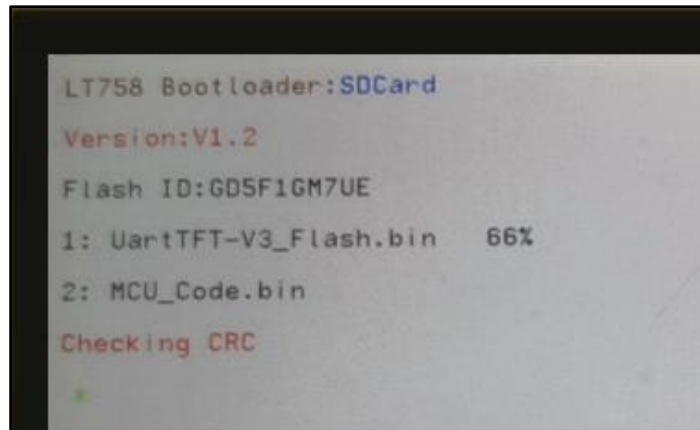 LT758 Bootloader:SDCard
Version:V1.2
Flash ID:GD5F1GM7UE
1: UartTFT-V3_Flash.bin 66%
2: MCU_Code.bin
Checking CRC